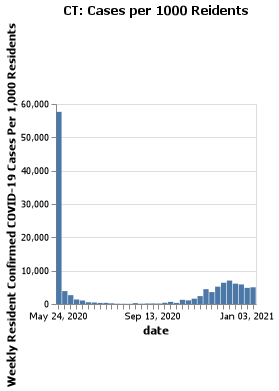 CT: Cases per 1000 Reidents
Weekly Resident Confirmed COVID-19 Cases Per 1,000 Residents
60,000
50,000
40,000
30,000
20,000
10,000
0
May 24, 2020 Sep 13, 2020 Jan 03, 2021
date